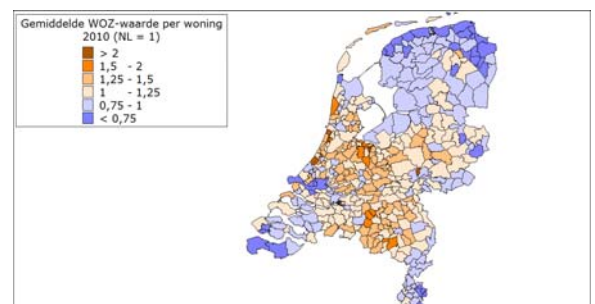 Gemiddelde WOZ-waarde per woning
2010 (NL = 1)
> 2
1,5 - 2
1,25 - 1,5
1 - 1,25
0,75 - 1
< 0,75